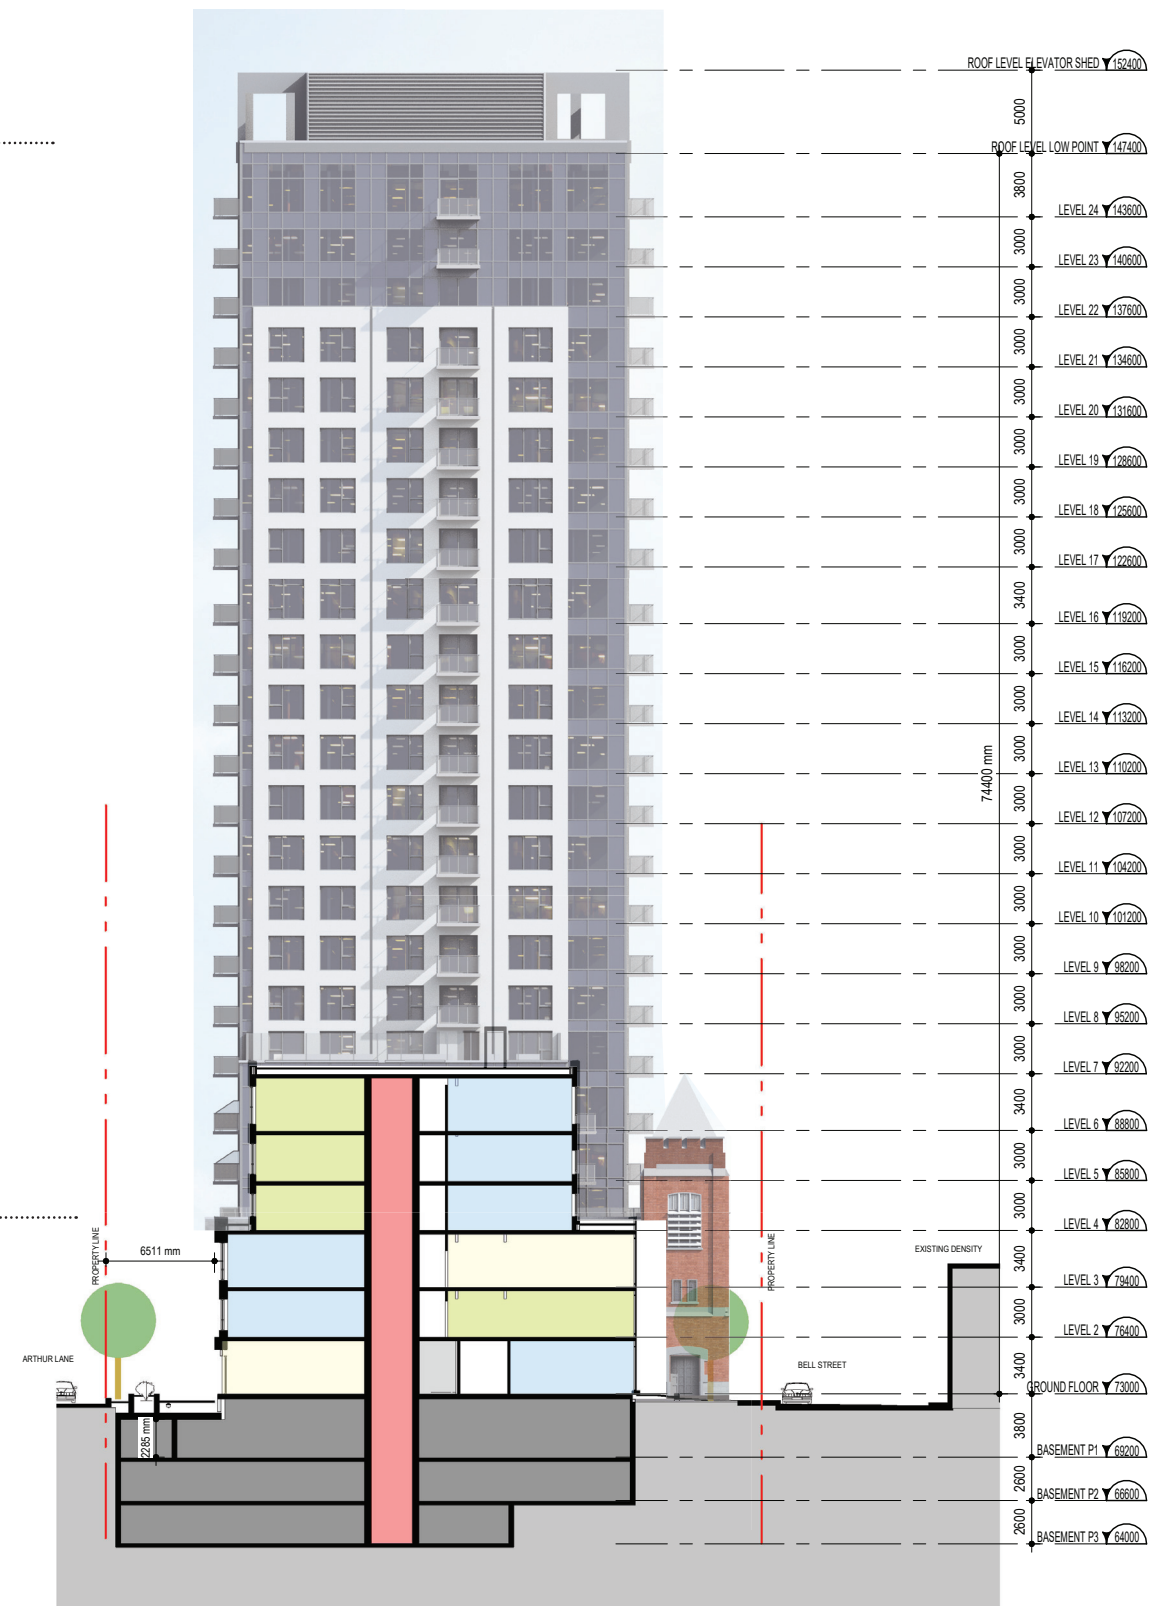 ROOF LEVEL ELEVATOR SHED 152400
5000
ROOF LEVEL LOW POINT 147400
3800
LEVEL 24 143600
3000
LEVEL 23 140600
3000
LEVEL 22 137600
3000
LEVEL 21 134600
3000
LEVEL 20 131600
3000
LEVEL 19 128600
3000
LEVEL 18 125600
3000
LEVEL 17 122600
3400
LEVEL 16 119200
3000
LEVEL 15 116200
3000
LEVEL 14 113200
3000
74400 mm
LEVEL 13 110200
3000
LEVEL 12 107200
3000
LEVEL 11 104200
3000
LEVEL 10 101200
3000
LEVEL 9 98200
3000
LEVEL 8 95200
3000
LEVEL 7 92200
3400
LEVEL 6 88800
3000
LEVEL 5 85800
3000
LEVEL 4 82800
PROPERTY LINE
6511 mm
PROPERTY LINE
EXISTING DENSITY
3400
LEVEL 3 79400
3000
LEVEL 2 76400
ARTHUR LANE
BELL STREET
3400
GROUND FLOOR 73000
2285 mm
3800
BASEMENT P1 69200
2600
BASEMENT P2 66600
2600
BASEMENT P3 64000